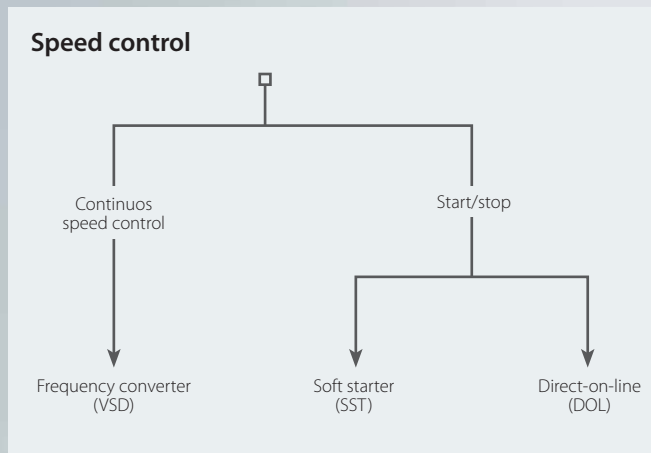 Speed control
Continuos
speed control
Start/stop
Frequency converter
(VSD)
Soft starter
(SST)
Direct-on-line
(DOL)